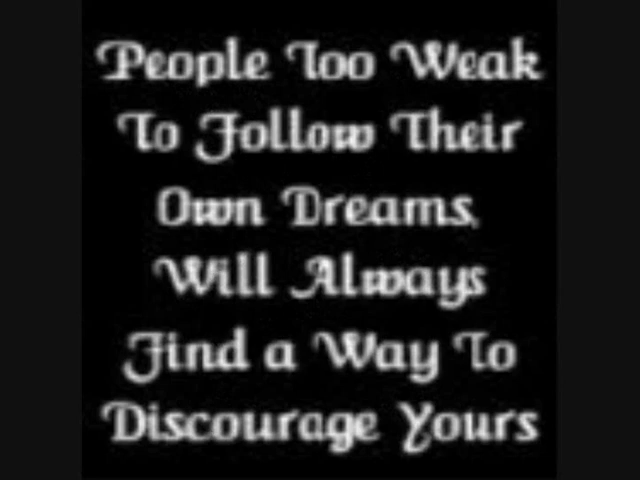 People Too Weak
To Follow Their
Own Dreams,
Will Always
Find a Way To
Discourage Yours